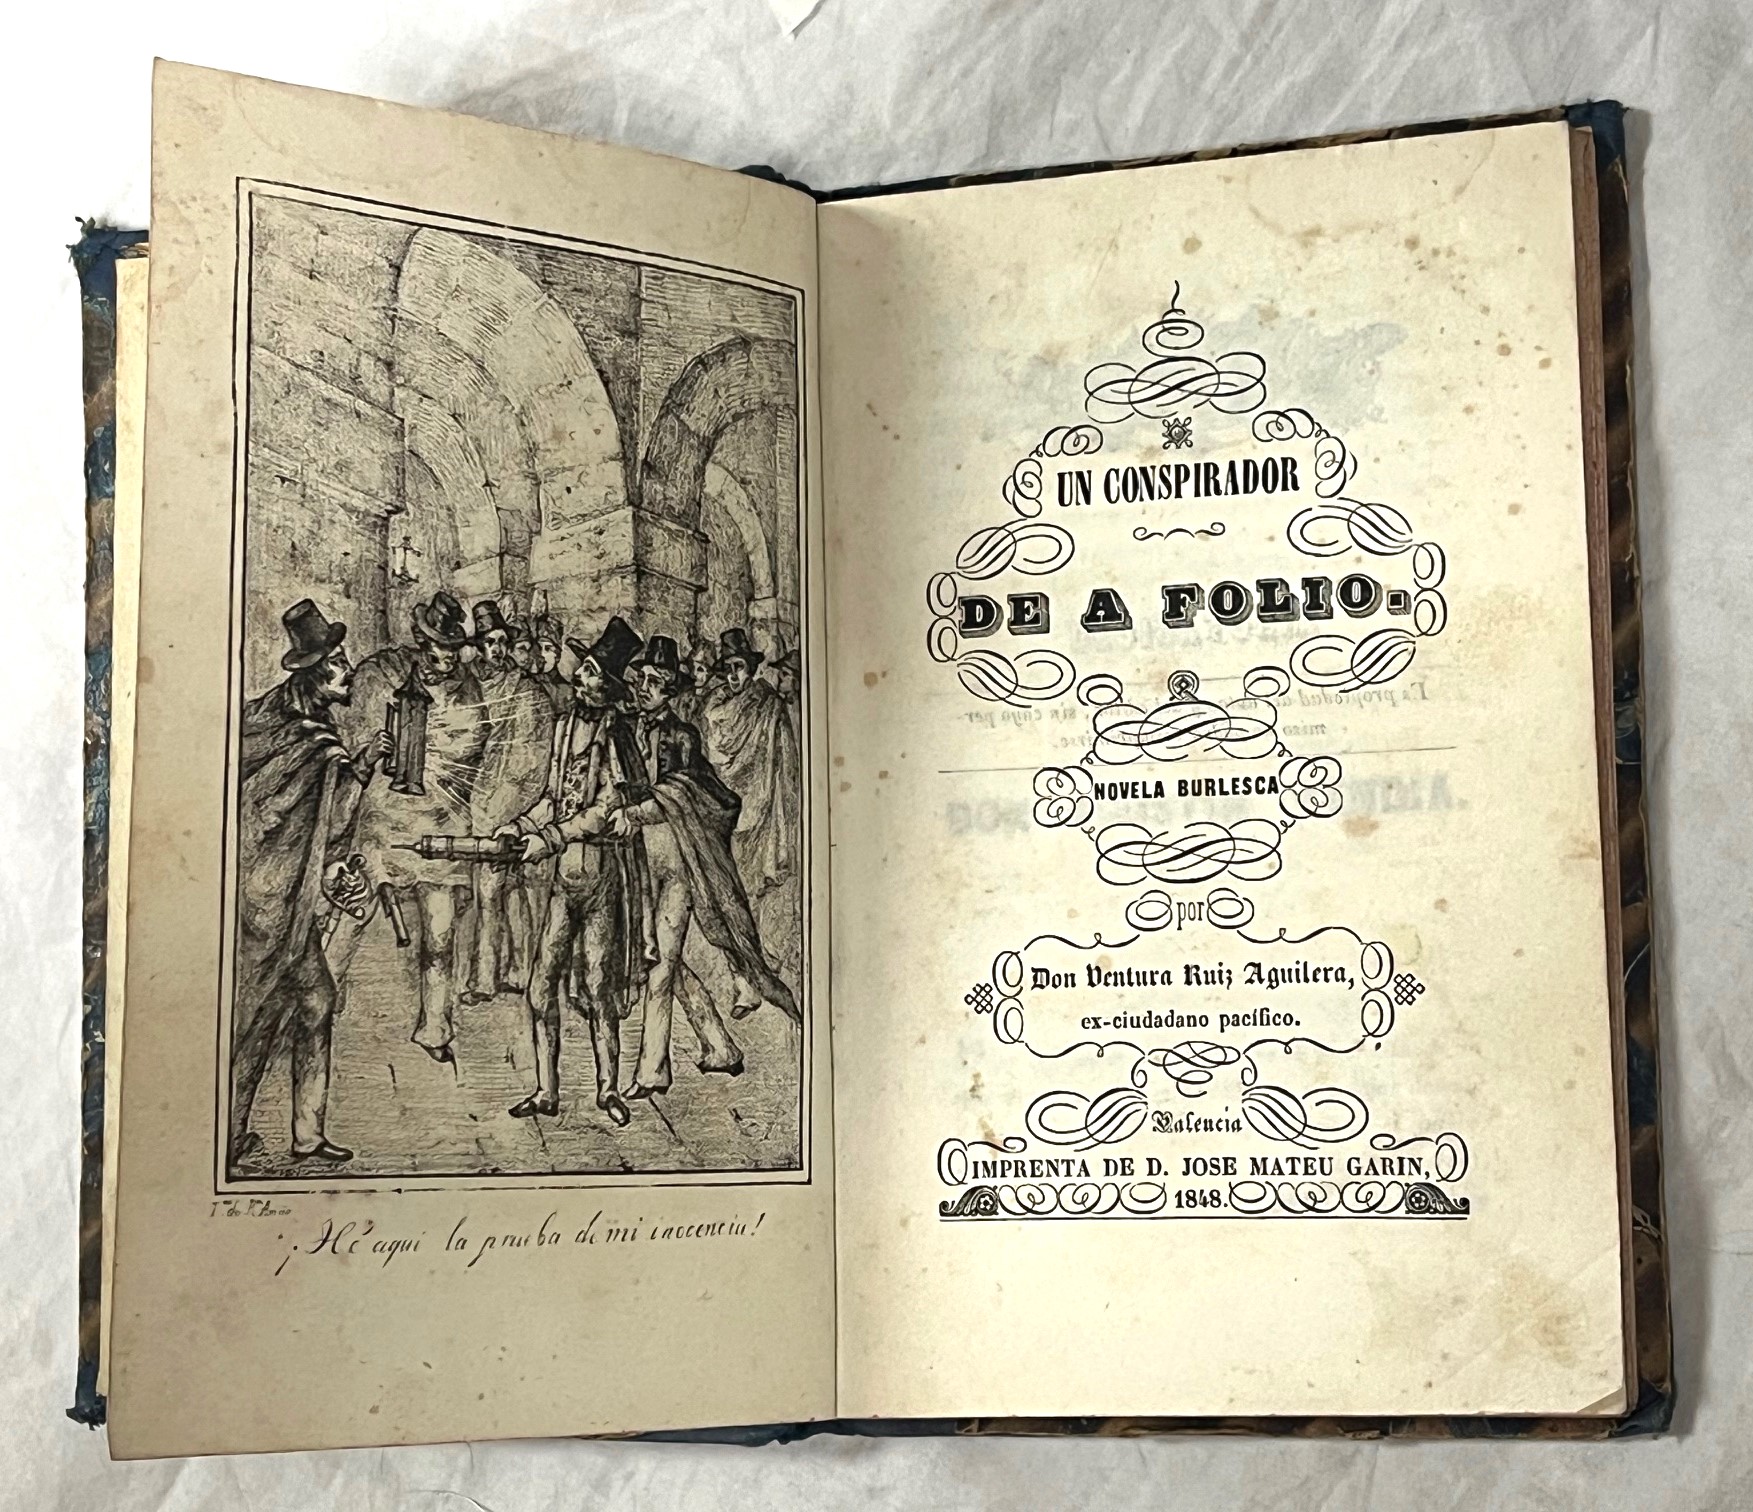 ¡Hé aqui la prueba de mi inocencia!
UN CONSPIRADOR
DE A FOLIO.
NOVELA BURLESCA
por
Don Ventura Ruiz Aguilera,
ex-ciudadano pacífico.
Valencia
IMPRENTA DE D. JOSE MATEU GARIN,
1848.